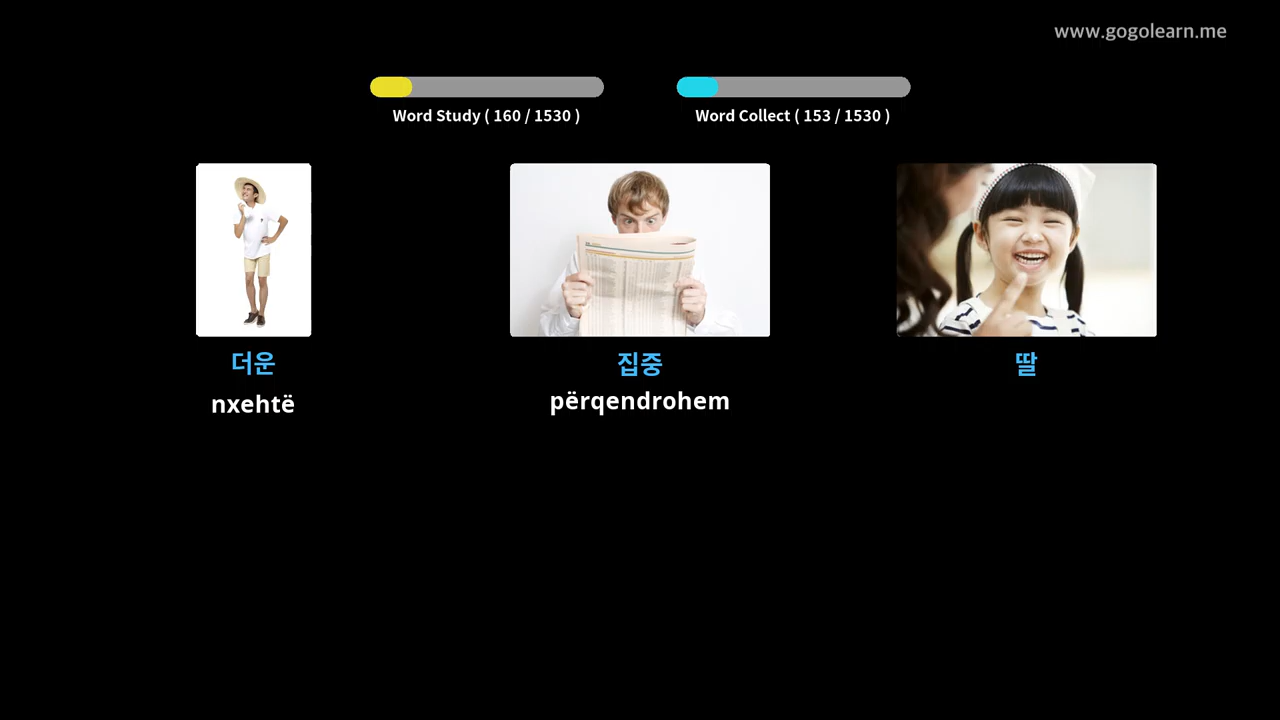 www.gogolearn.me
Word Study ( 160 / 1530 )
Word Collect ( 153 / 1530 )
더운
집중
딸
nxehtë
përqendrohem